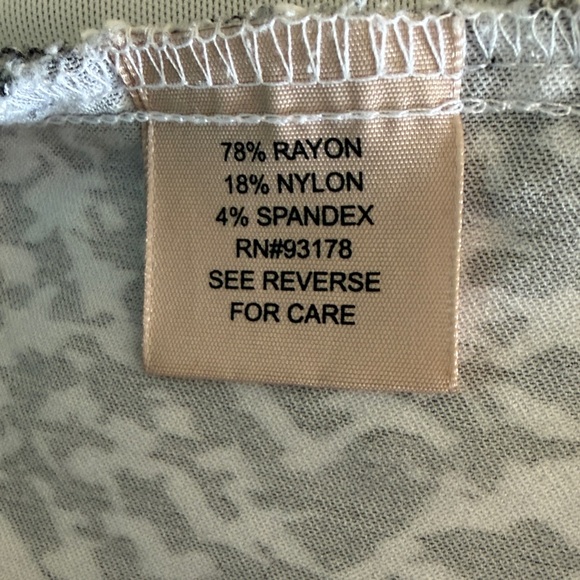 78% RAYON
18% NYLON
4% SPANDEX
RN#93178
SEE REVERSE
FOR CARE